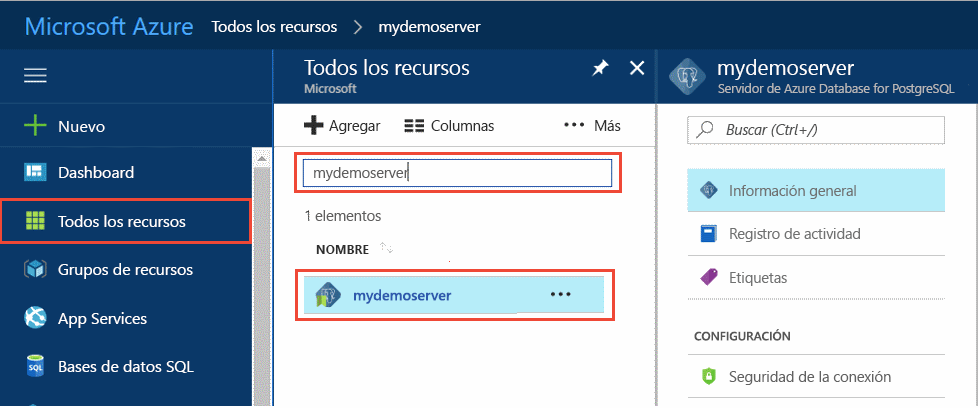 Microsoft Azure Todos los recursos > mydemoserver
Nuevo
Dashboard
Todos los recursos
Grupos de recursos
App Services
Bases de datos SQL
Todos los recursos
Microsoft
Agregar Columnas ••• Más
mydemoserver
1 elementos
NOMBRE
mydemoserver •••
mydemoserver
Servidor de Azure Database for PostgreSQL
Buscar (Ctrl+/)
Información general
Registro de actividad
Etiquetas
CONFIGURACIÓN
Seguridad de la conexión